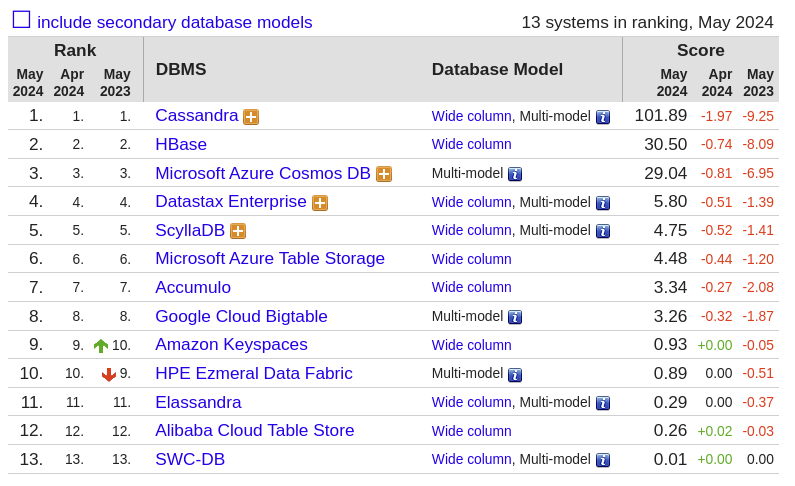 include secondary database models 13 systems in ranking, May 2024
Rank DBMS Database Model Score
May 2024 Apr 2024 May 2023 May 2024 Apr 2024 May 2023
1. 1. 1. Cassandra Wide column, Multi-model 101.89 -1.97 -9.25
2. 2. 2. HBase Wide column 30.50 -0.74 -8.09
3. 3. 3. Microsoft Azure Cosmos DB Multi-model 29.04 -0.81 -6.95
4. 4. 4. Datastax Enterprise Wide column, Multi-model 5.80 -0.51 -1.39
5. 5. 5. ScyllaDB Wide column, Multi-model 4.75 -0.52 -1.41
6. 6. 6. Microsoft Azure Table Storage Wide column 4.48 -0.44 -1.20
7. 7. 7. Accumulo Wide column 3.34 -0.27 -2.08
8. 8. 8. Google Cloud Bigtable Multi-model 3.26 -0.32 -1.87
9. 9. 10. Amazon Keyspaces Wide column 0.93 +0.00 -0.05
10. 10. 9. HPE Ezmeral Data Fabric Multi-model 0.89 0.00 -0.51
11. 11. 11. Elassandra Wide column, Multi-model 0.29 0.00 -0.37
12. 12. 12. Alibaba Cloud Table Store Wide column 0.26 +0.02 -0.03
13. 13. 13. SWC-DB Wide column, Multi-model 0.01 +0.00 0.00